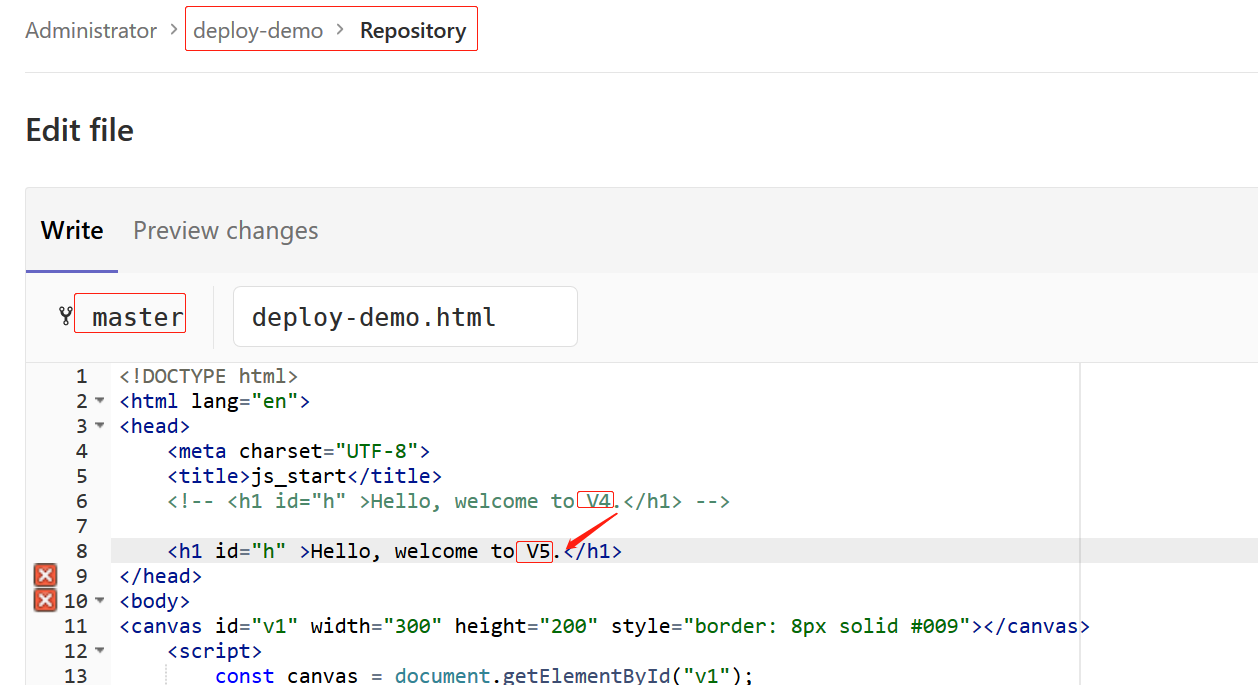 Administrator > deploy-demo > Repository
Edit file
Write Preview changes
master deploy-demo.html
1 <!DOCTYPE html>
2 <html lang="en">
3 <head>
4     <meta charset="UTF-8">
5     <title>js_start</title>
6     <!-- <h1 id="h" >Hello, welcome to V4.</h1> -->
7
8     <h1 id="h" >Hello, welcome to V5.</h1>
9 </head>
10 <body>
11 <canvas id="v1" width="300" height="200" style="border: 8px solid #009"></canvas>
12     <script>
13         const canvas = document.getElementById("v1");